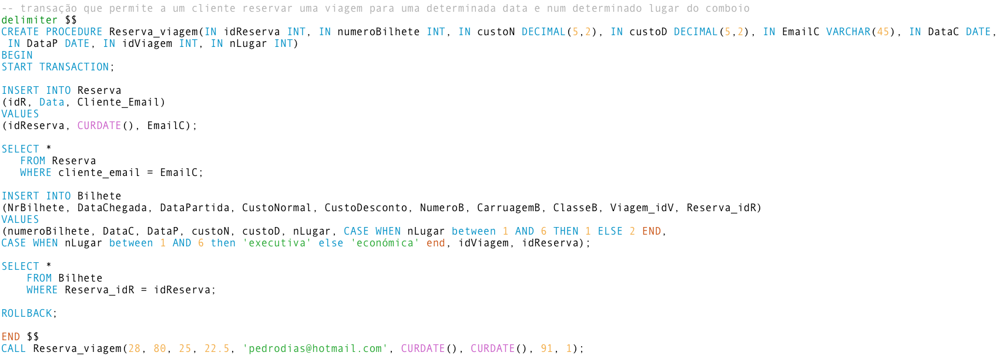 -- transação que permite a um cliente reservar uma viagem para uma determinada data e num determinado lugar do comboio
delimiter $$
CREATE PROCEDURE Reserva_viagem(IN idReserva INT, IN numeroBilhete INT, IN custoN DECIMAL(5,2), IN custoD DECIMAL(5,2), IN EmailC VARCHAR(45), IN DataC DATE,
 IN DataP DATE, IN idViagem INT, IN nLugar INT)
BEGIN
START TRANSACTION;

INSERT INTO Reserva
(idR, Data, Cliente_Email)
VALUES
(idReserva, CURDATE(), EmailC);

SELECT *
   FROM Reserva
   WHERE cliente_email = EmailC;

INSERT INTO Bilhete
(NrBilhete, DataChegada, DataPartida, CustoNormal, CustoDesconto, NumeroB, CarruagemB, ClasseB, Viagem_idV, Reserva_idR)
VALUES
(numeroBilhete, DataC, DataP, custoN, custoD, nLugar, CASE WHEN nLugar between 1 AND 6 THEN 1 ELSE 2 END,
CASE WHEN nLugar between 1 AND 6 then 'executiva' else 'económica' end, idViagem, idReserva);

SELECT *
    FROM Bilhete
    WHERE Reserva_idR = idReserva;

ROLLBACK;

END $$
CALL Reserva_viagem(28, 80, 25, 22.5, 'pedrodias@hotmail.com', CURDATE(), CURDATE(), 91, 1);